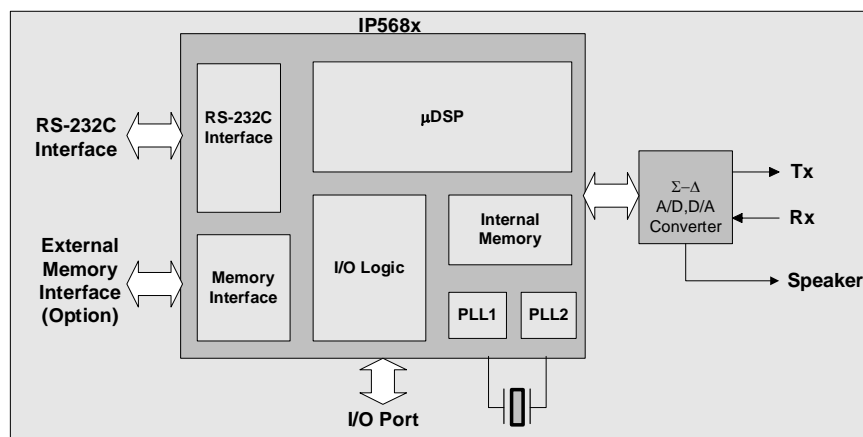 IP568x
RS-232C
Interface
RS-232C
Interface
μDSP
Σ−Δ
A/D,D/A
Converter
Tx
Rx
Speaker
External
Memory
Interface
(Option)
Memory
Interface
I/O Logic
Internal
Memory
PLL1
PLL2
I/O Port